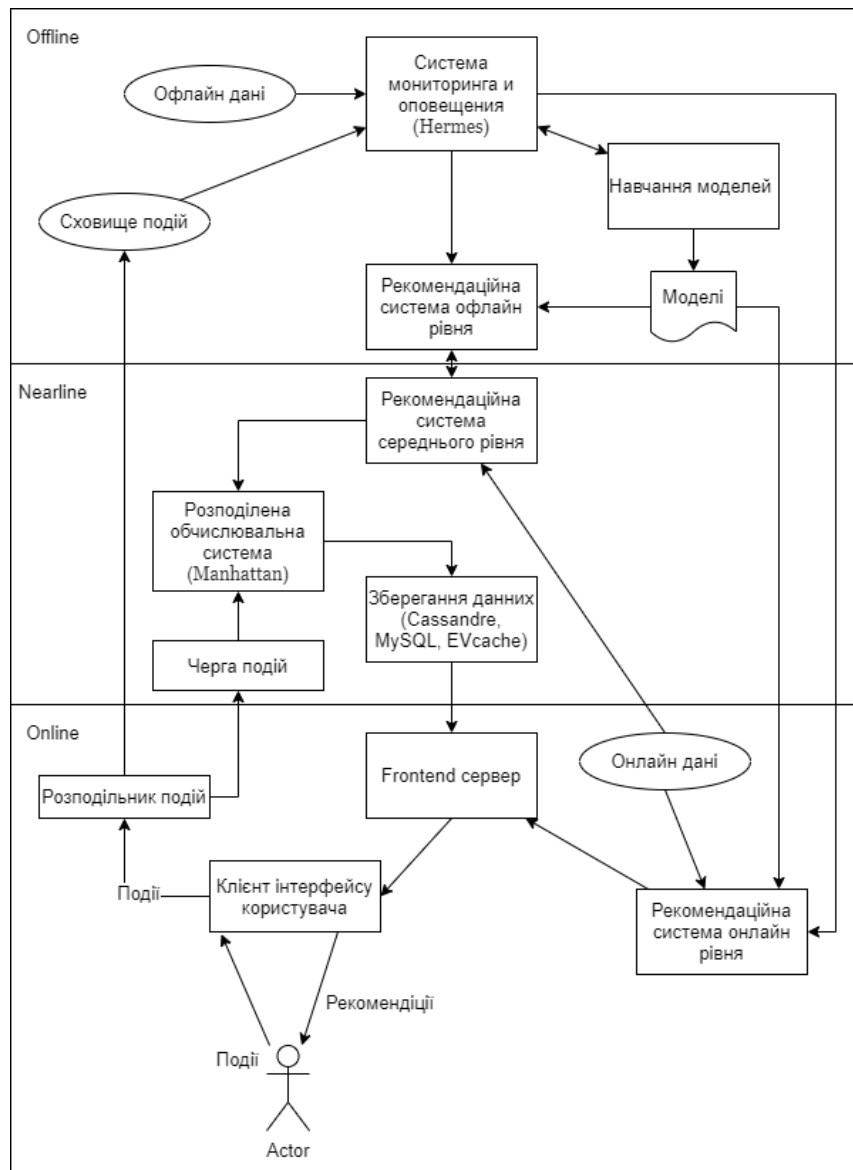 Offline
Офлайн дані
Система
мониторинга и
оповещения
(Hermes)
Навчання моделей
Сховище подій
Рекомендаційна
система офлайн
рівня
Моделі
Nearline
Рекомендаційна
система
середнього рівня
Розподілена
обчислювальна
система
(Manhattan)
Зберегання данних
(Cassandre,
MySQL, EVcache)
Черга подій
Online
Frontend сервер
Онлайн дані
Розподільник подій
Події
Клієнт інтерфейсу
користувача
Рекомендаційна
система онлайн
рівня
Рекомендіції
Події
Actor